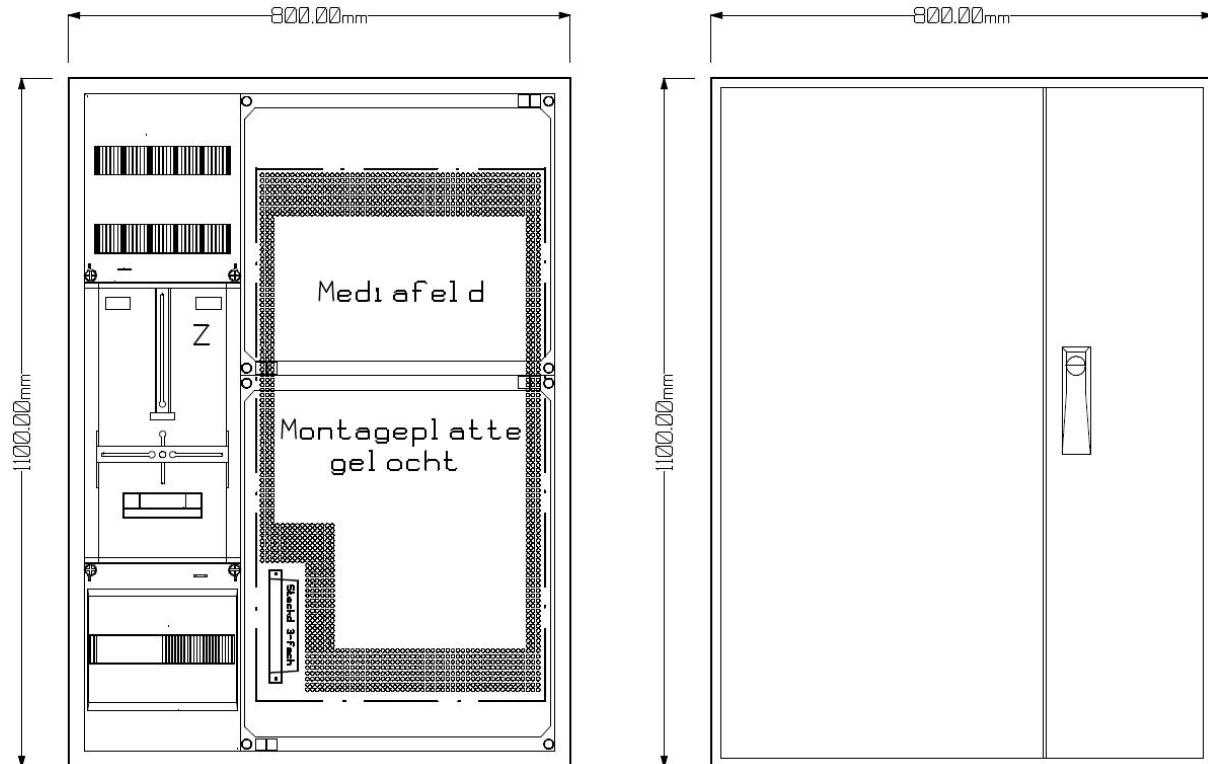 800.00mm
800.00mm
1100.00mm
1100.00mm
Mediafeld
Z
Montageplatte
gelocht
Steckd 3-fach